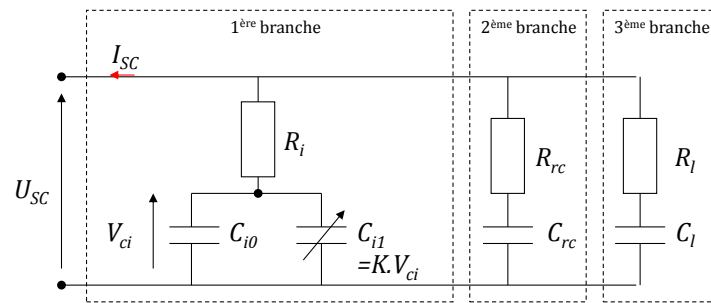 1ère branche
2ème branche
3ème branche
I_SC
R_i
R_rc
R_l
U_SC
V_ci
C_i0
C_i1
=K.V_ci
C_rc
C_l